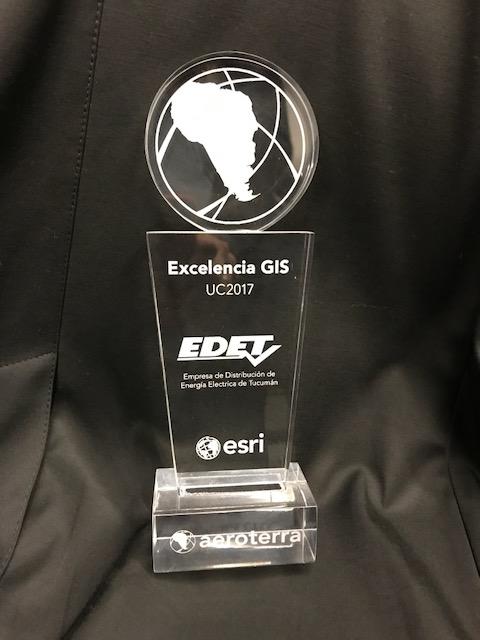 Excelencia GIS
UC2017
EDET
Empresa de Distribución de
Energía Electrica de Tucumán
esri
aeroterra